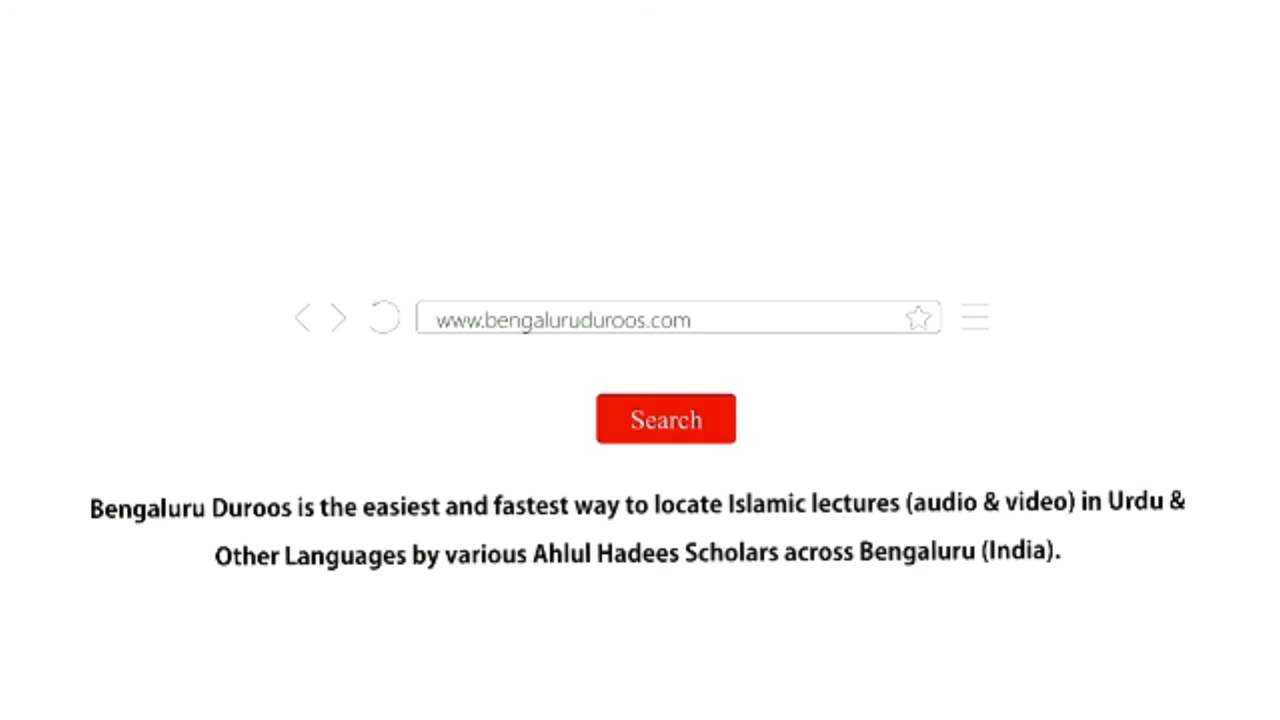 www.bengaluruduroos.com
Search
Bengaluru Duroos is the easiest and fastest way to locate Islamic lectures (audio & video) in Urdu &
Other Languages by various Ahlul Hadees Scholars across Bengaluru (India).